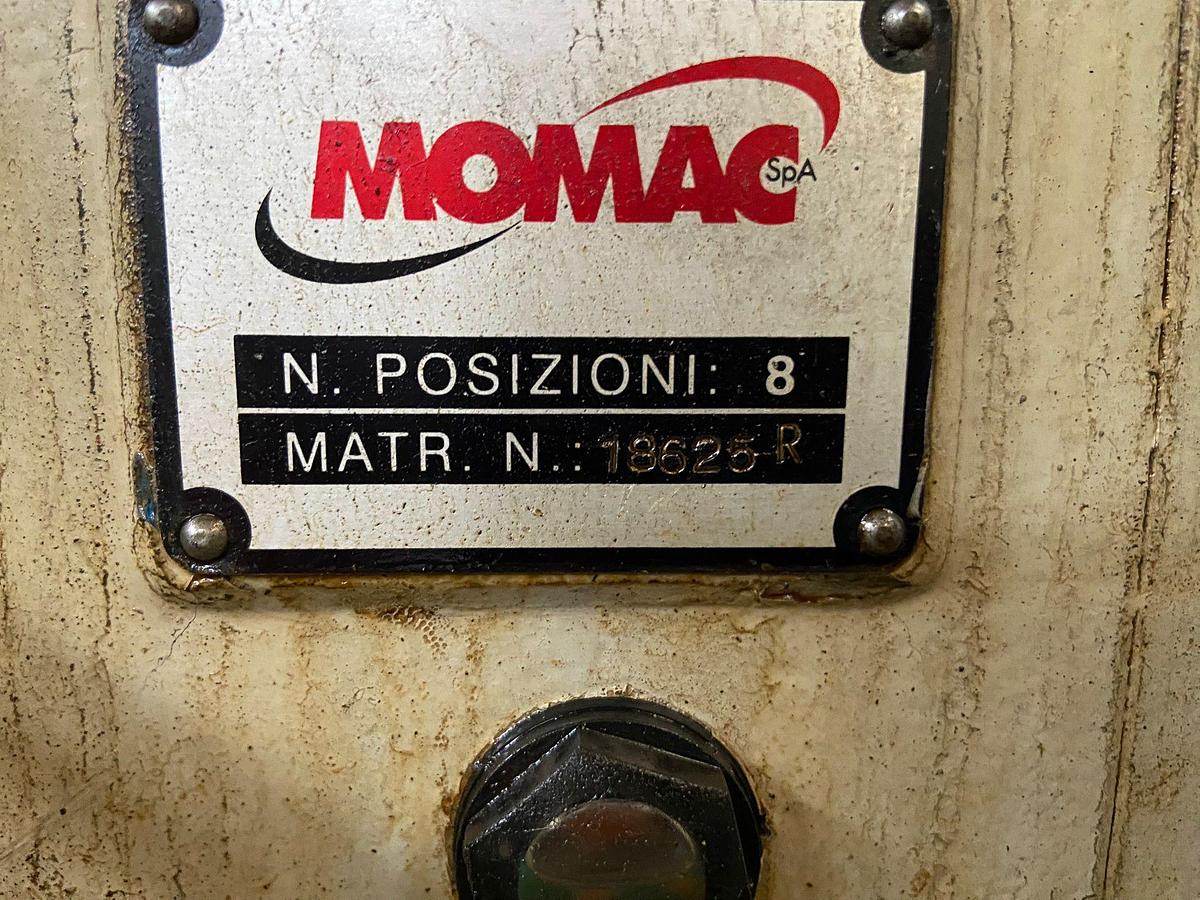 MOMAC SpA
N. POSIZIONI: 8
MATR. N.: 18625 R